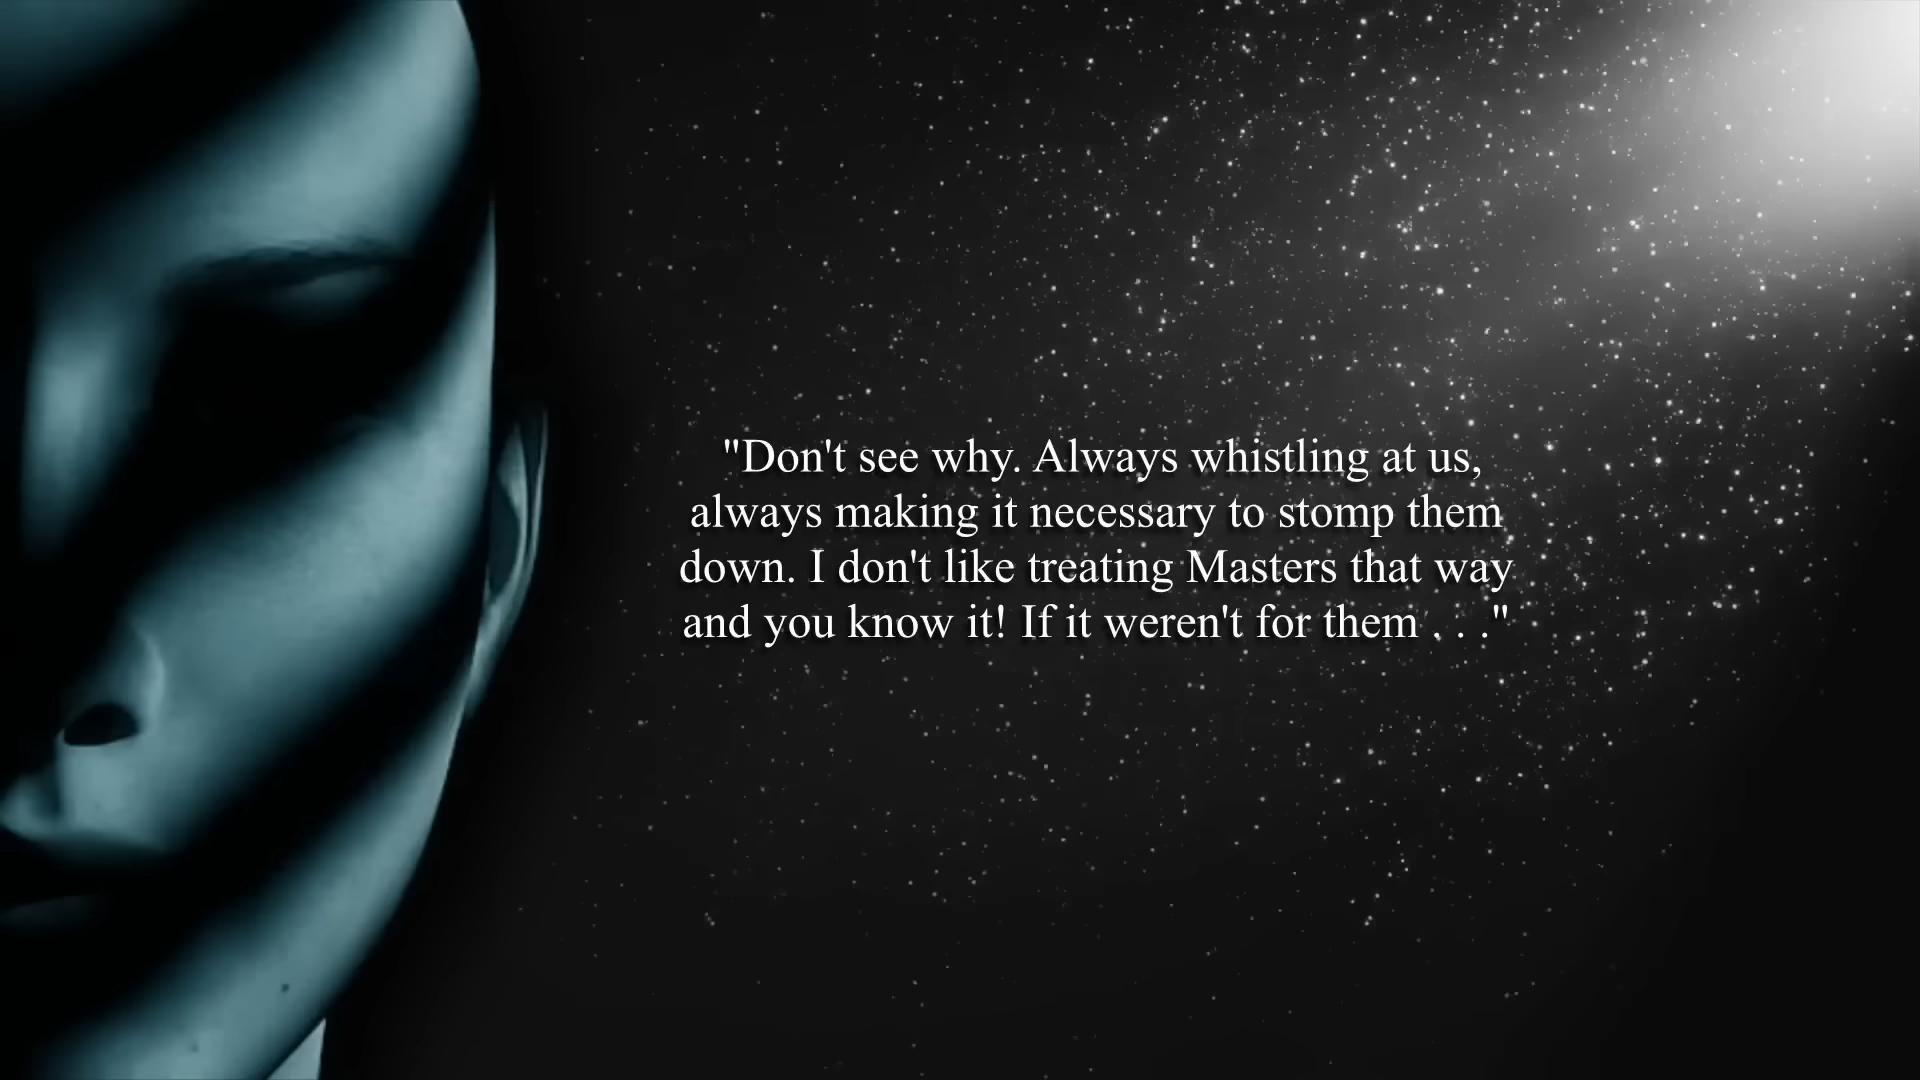 "Don't see why. Always whistling at us,
always making it necessary to stomp them
down. I don't like treating Masters that way
and you know it! If it weren't for them . . ."